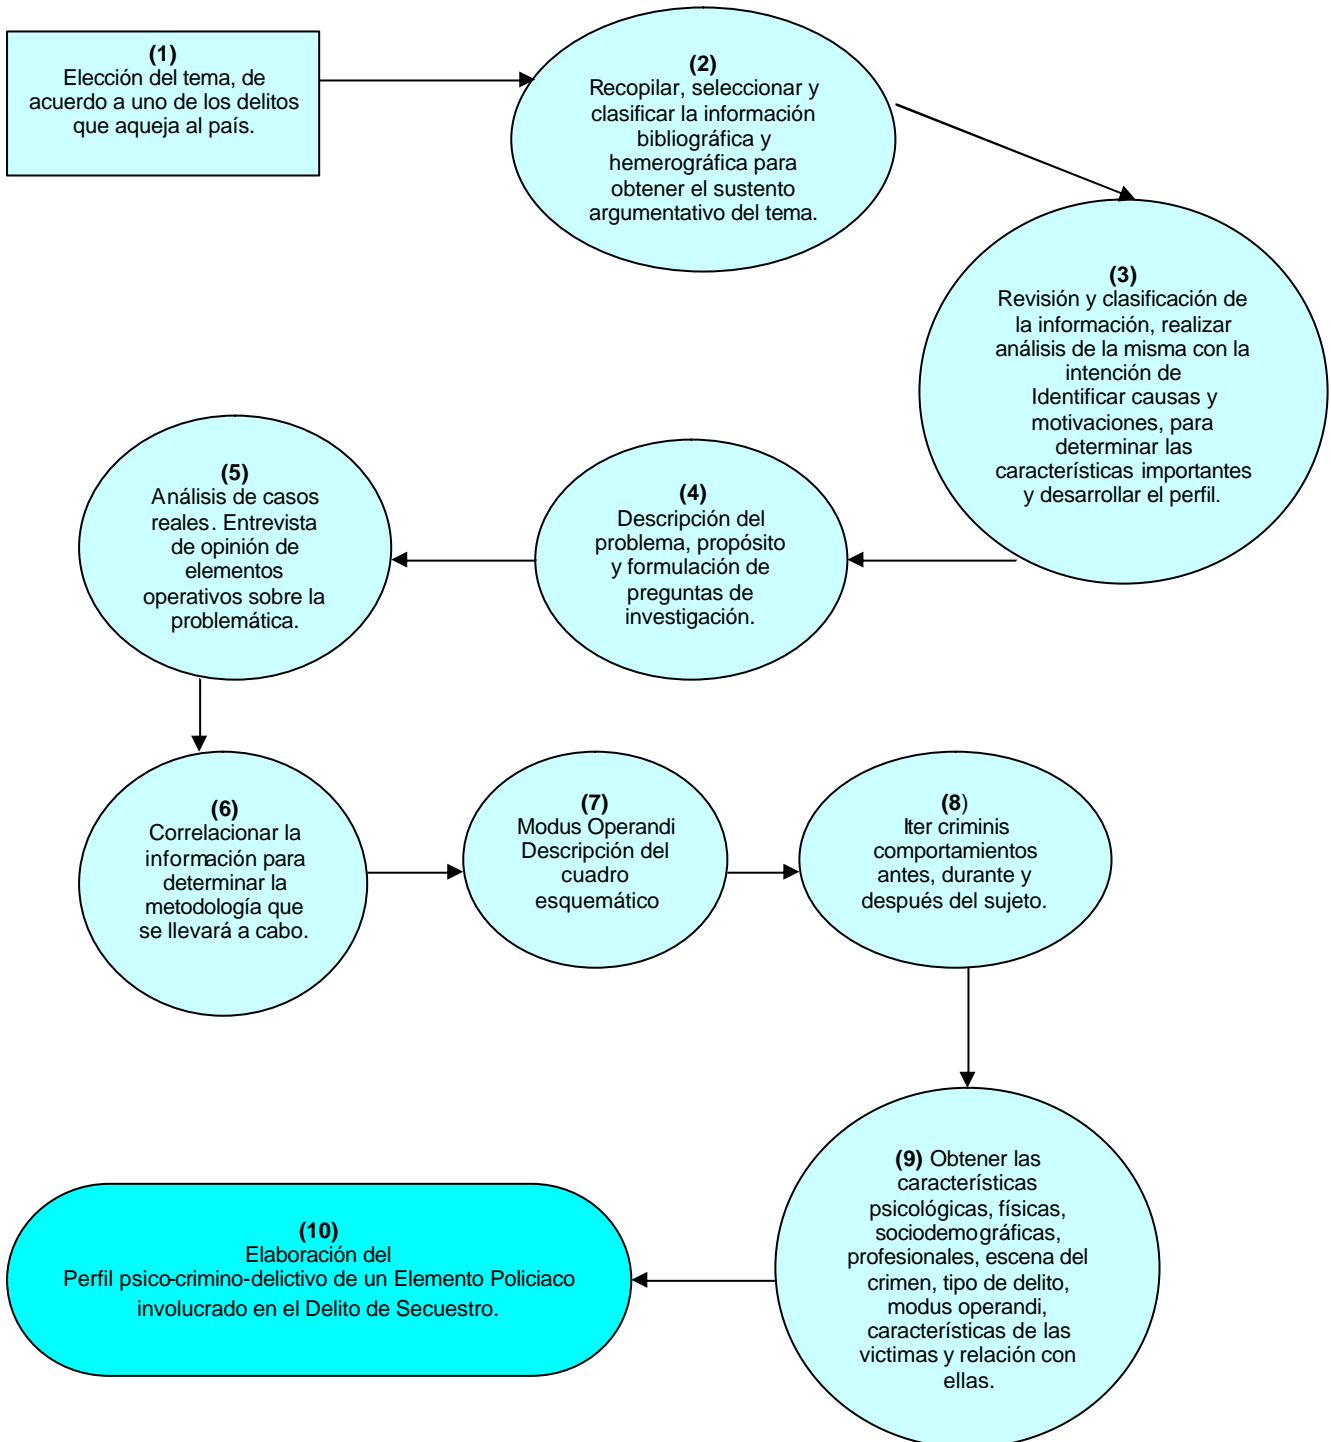 (1)
Elección del tema, de
acuerdo a uno de los delitos
que aqueja al país.
(2)
Recopilar, seleccionar y
clasificar la información
bibliográfica y
hemerográfica para
obtener el sustento
argumentativo del tema.
(3)
Revisión y clasificación de
la información, realizar
análisis de la misma con la
intención de
Identificar causas y
motivaciones, para
determinar las
características importantes
y desarrollar el perfil.
(4)
Descripción del
problema, propósito
y formulación de
preguntas de
investigación.
(5)
Análisis de casos
reales. Entrevista
de opinión de
elementos
operativos sobre la
problemática.
(6)
Correlacionar la
información para
determinar la
metodología que
se llevará a cabo.
(7)
Modus Operandi
Descripción del
cuadro
esquemático
(8)
Iter criminis
comportamientos
antes, durante y
después del sujeto.
(9) Obtener las
características
psicológicas, físicas,
sociodemográficas,
profesionales, escena del
crimen, tipo de delito,
modus operandi,
características de las
victimas y relación con
ellas.
(10)
Elaboración del
Perfil psico-crimino-delictivo de un Elemento Policiaco
involucrado en el Delito de Secuestro.